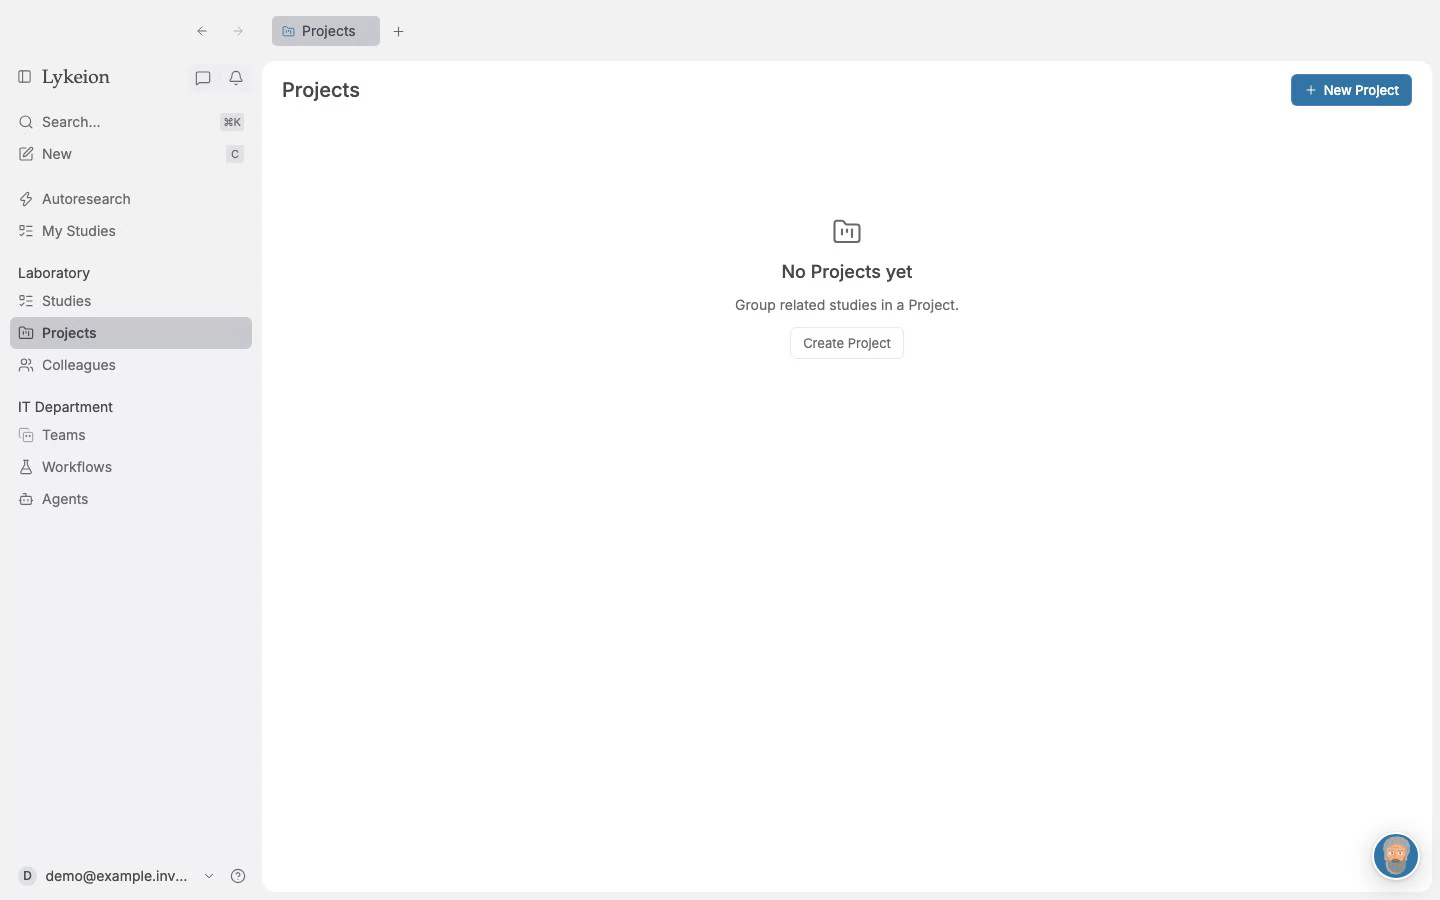 Projects
Lykeion
Search...
⌘K
New
C
Autoresearch
My Studies
Laboratory
Studies
Projects
Colleagues
IT Department
Teams
Workflows
Agents
D
demo@example.inv...
Projects
New Project
No Projects yet
Group related studies in a Project.
Create Project